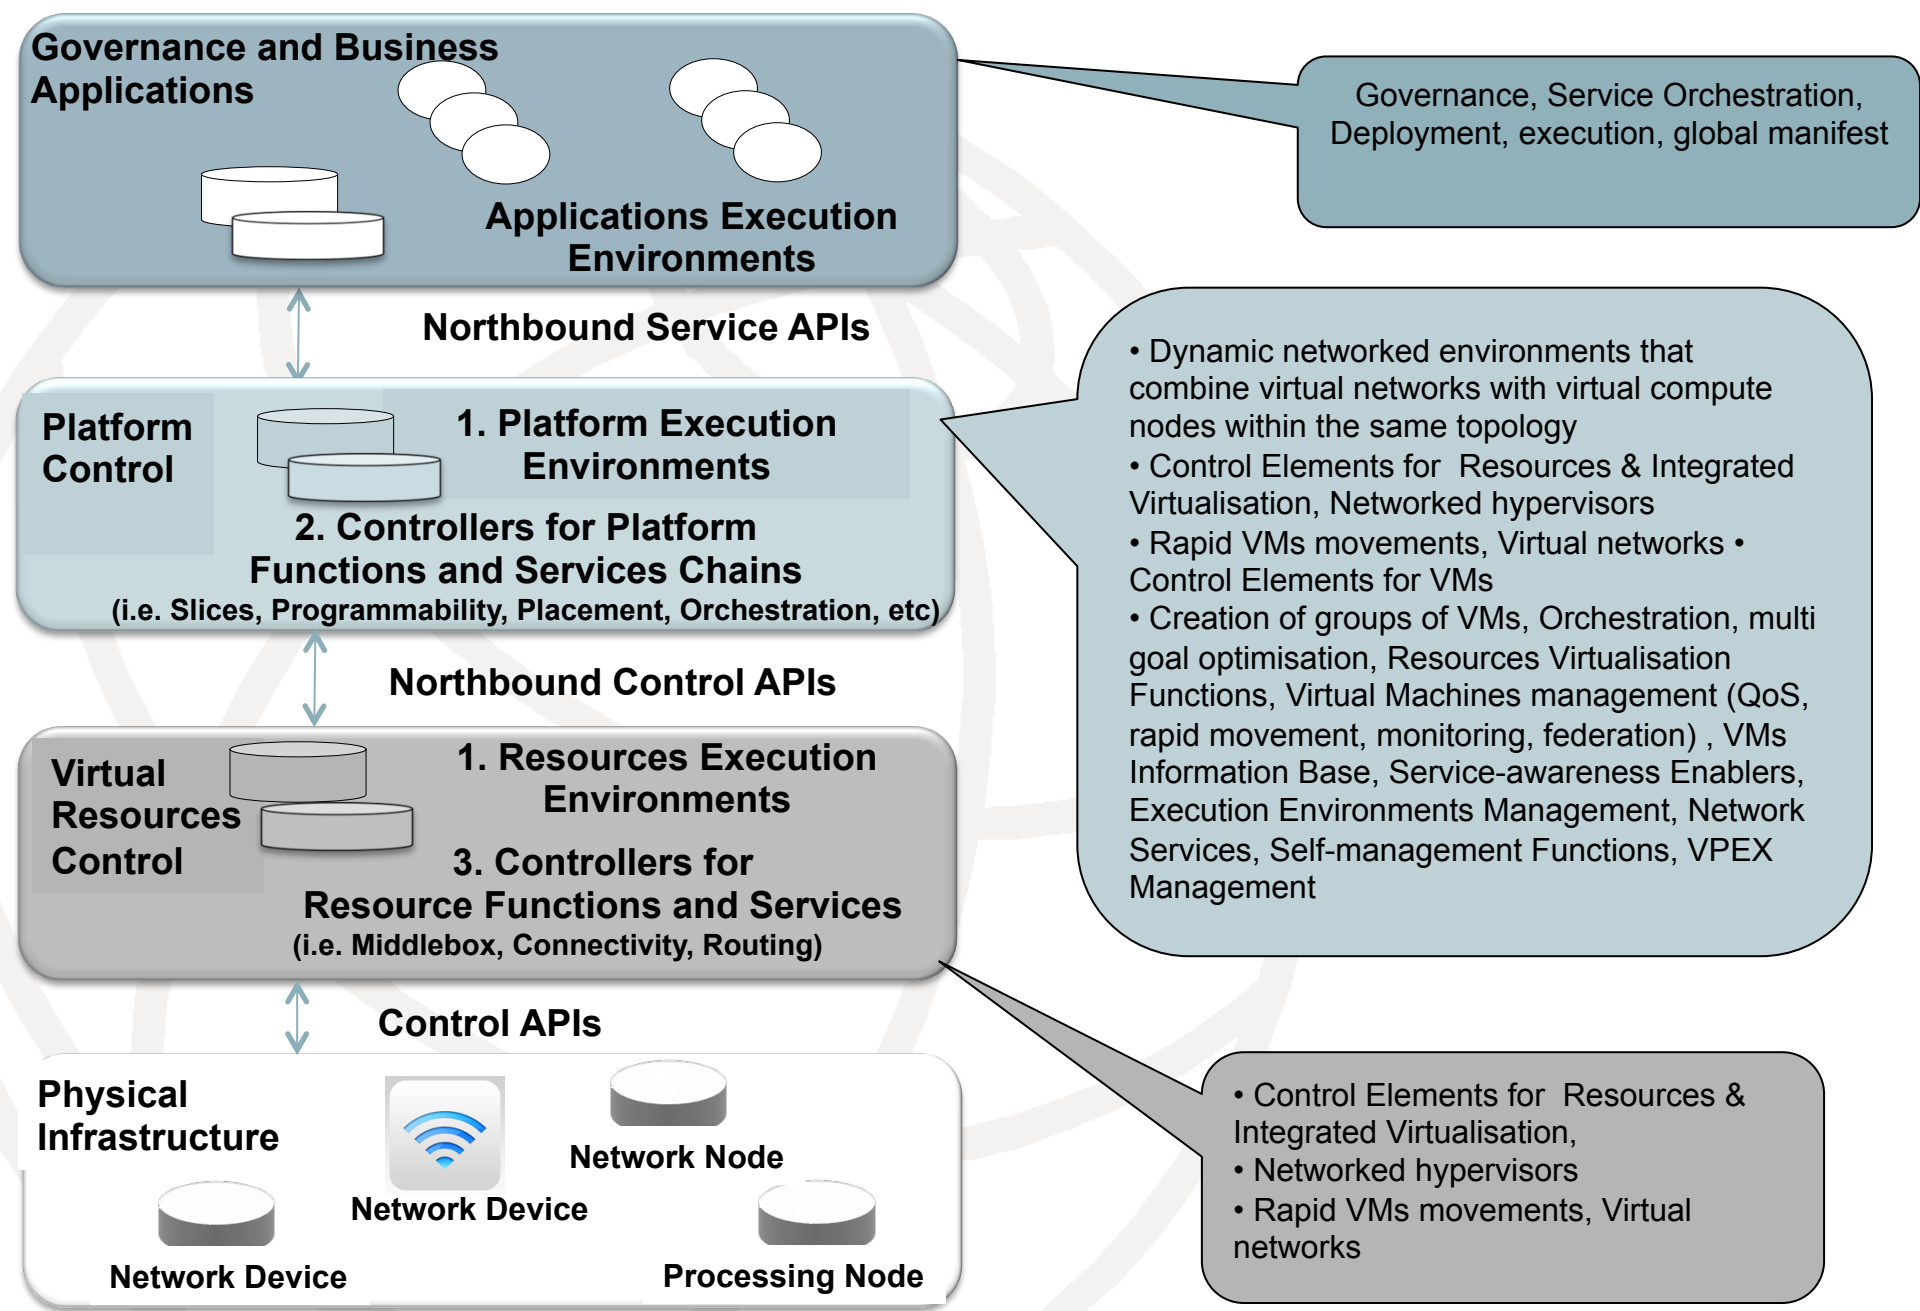 Governance and Business
Applications
Applications Execution
Environments
Governance, Service Orchestration,
Deployment, execution, global manifest
Northbound Service APIs
Platform
Control
1. Platform Execution
Environments
2. Controllers for Platform
Functions and Services Chains
(i.e. Slices, Programmability, Placement, Orchestration, etc)
• Dynamic networked environments that
combine virtual networks with virtual compute
nodes within the same topology
• Control Elements for  Resources & Integrated
Virtualisation, Networked hypervisors
• Rapid VMs movements, Virtual networks •
Control Elements for VMs
• Creation of groups of VMs, Orchestration, multi
goal optimisation, Resources Virtualisation
Functions, Virtual Machines management (QoS,
rapid movement, monitoring, federation) , VMs
Information Base, Service-awareness Enablers,
Execution Environments Management, Network
Services, Self-management Functions, VPEX
Management
Northbound Control APIs
Virtual
Resources
Control
1. Resources Execution
Environments
3. Controllers for
Resource Functions and Services
(i.e. Middlebox, Connectivity, Routing)
Control APIs
• Control Elements for  Resources &
Integrated Virtualisation,
• Networked hypervisors
• Rapid VMs movements, Virtual
networks
Physical
Infrastructure
Network Node
Network Device
Network Device
Processing Node